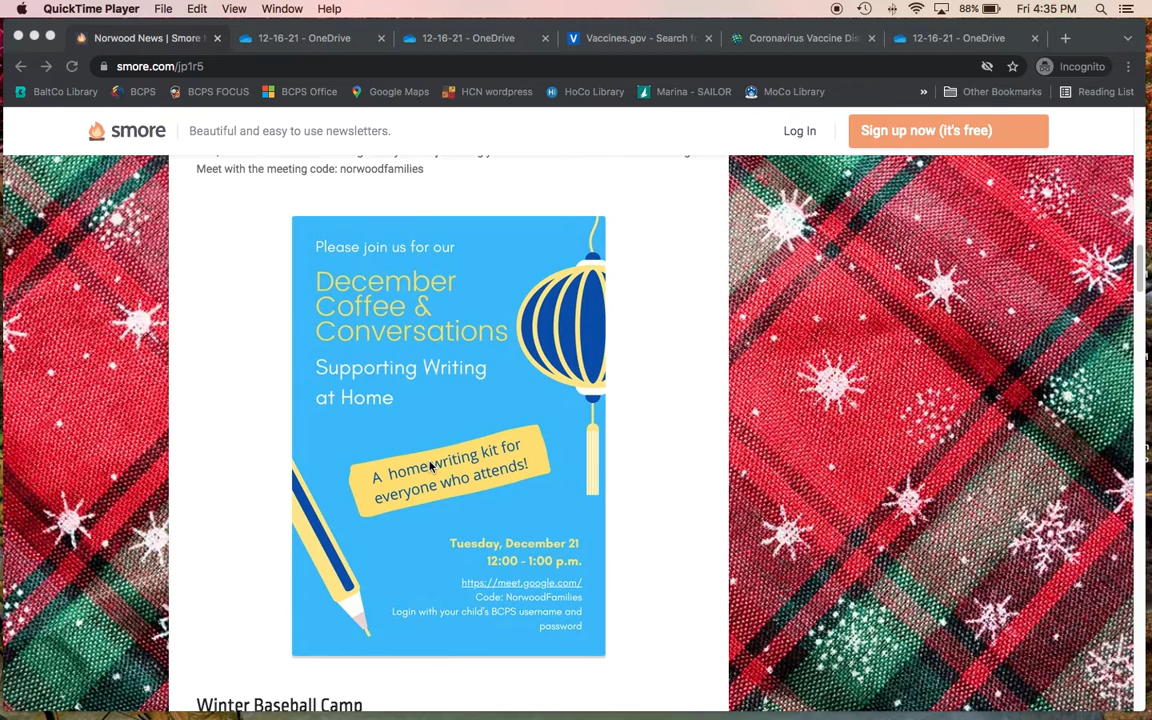 QuickTime Player File Edit View Window Help 88% Fri 4:35 PM
Norwood News | Smore 12-16-21 - OneDrive 12-16-21 - OneDrive Vaccines.gov - Search Coronavirus Vaccine 12-16-21 - OneDrive
smore.com/jp1r5 Incognito
BaltCo Library BCPS BCPS FOCUS BCPS Office Google Maps HCN wordpress HoCo Library Marina - SAILOR MoCo Library » Other Bookmarks Reading List
smore Beautiful and easy to use newsletters. Log In Sign up now (it's free)
Meet with the meeting code: norwoodfamilies
Please join us for our
December
Coffee &
Conversations
Supporting Writing
at Home
A home writing kit for
everyone who attends!
Tuesday, December 21
12:00 - 1:00 p.m.
https://meet.google.com/
Code: NorwoodFamilies
Login with your child's BCPS username and
password
Winter Baseball Camp